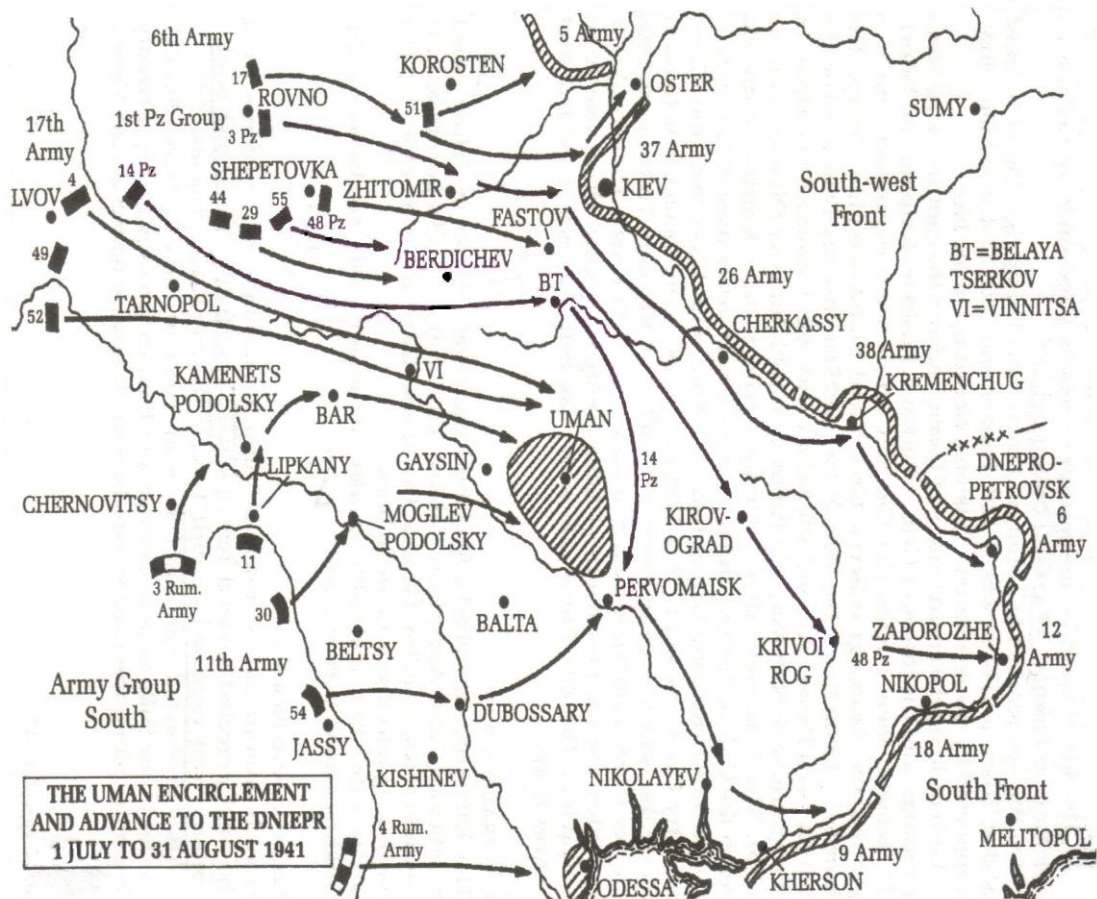 6th Army
5 Army
17
ROVNO
KOROSTEN
51
OSTER
SUMY
1st Pz Group
3 Pz
17th
Army
37 Army
14 Pz
SHEPETOVKA
ZHITOMIR
KIEV
South-west
Front
LVOV
4
44
29
55
48 Pz
FASTOV
BERDICHEV
49
BT
26 Army
BT=BELAYA
TSERKOV
VI=VINNITSA
TARNOPOL
52
CHERKASSY
38 Army
KREMENCHUG
VI
KAMENETS
PODOLSKY
BAR
UMAN
LIPKANY
GAYSIN
14
Pz
DNEPRO-
PETROVSK
6
Army
CHERNOVITSY
MOGILEV
PODOLSKY
KIROV-
OGRAD
11
3 Rum.
Army
30
PERVOMAISK
BALTA
BELTSY
KRIVOI
ROG
ZAPOROZHE
48 Pz
12
Army
11th Army
NIKOPOL
Army Group
South
54
JASSY
DUBOSSARY
18 Army
KISHINEV
NIKOLAYEV
South Front
THE UMAN ENCIRCLEMENT
AND ADVANCE TO THE DNIEPR
1 JULY TO 31 AUGUST 1941
4 Rum.
Army
MELITOPOL
9 Army
ODESSA
KHERSON